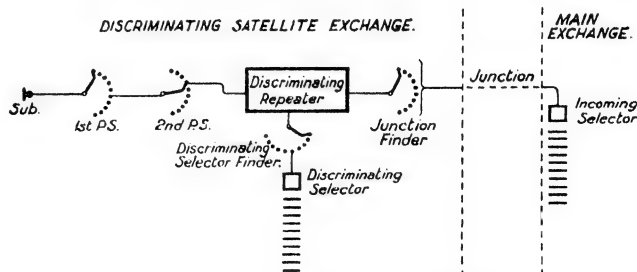 DISCRIMINATING SATELLITE EXCHANGE.
MAIN
EXCHANGE.
Sub.
1st P.S.
2nd P.S.
Discriminating
Repeater
Junction
Finder
Junction
Incoming
Selector
Discriminating
Selector Finder.
Discriminating
Selector